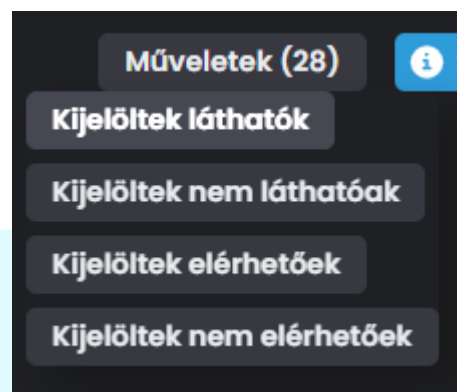 Műveletek (28)
Kijelöltek láthatók
Kijelöltek nem láthatóak
Kijelöltek elérhetőek
Kijelöltek nem elérhetőek